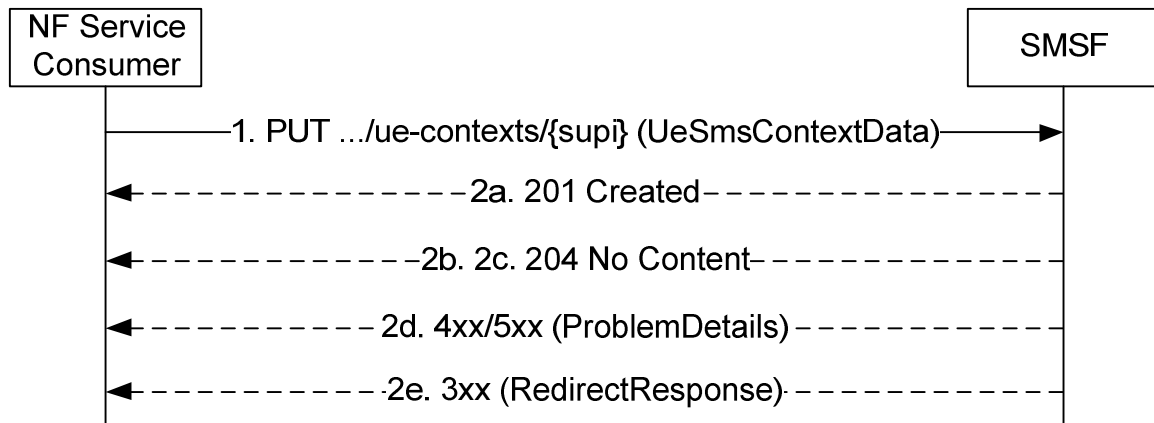 NF Service
Consumer
SMSF
1. PUT .../ue-contexts/{supi} (UeSmsContextData)
2a. 201 Created
2b. 2c. 204 No Content
2d. 4xx/5xx (ProblemDetails)
2e. 3xx (RedirectResponse)